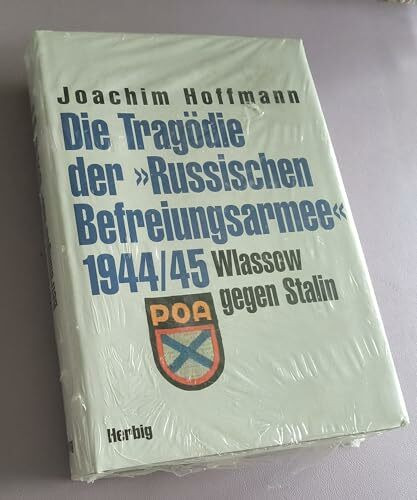 Joachim Hoffmann
Die Tragödie
der »Russischen
Befreiungsarmee«
1944/45 Wlassow
gegen Stalin
POA
Herbig